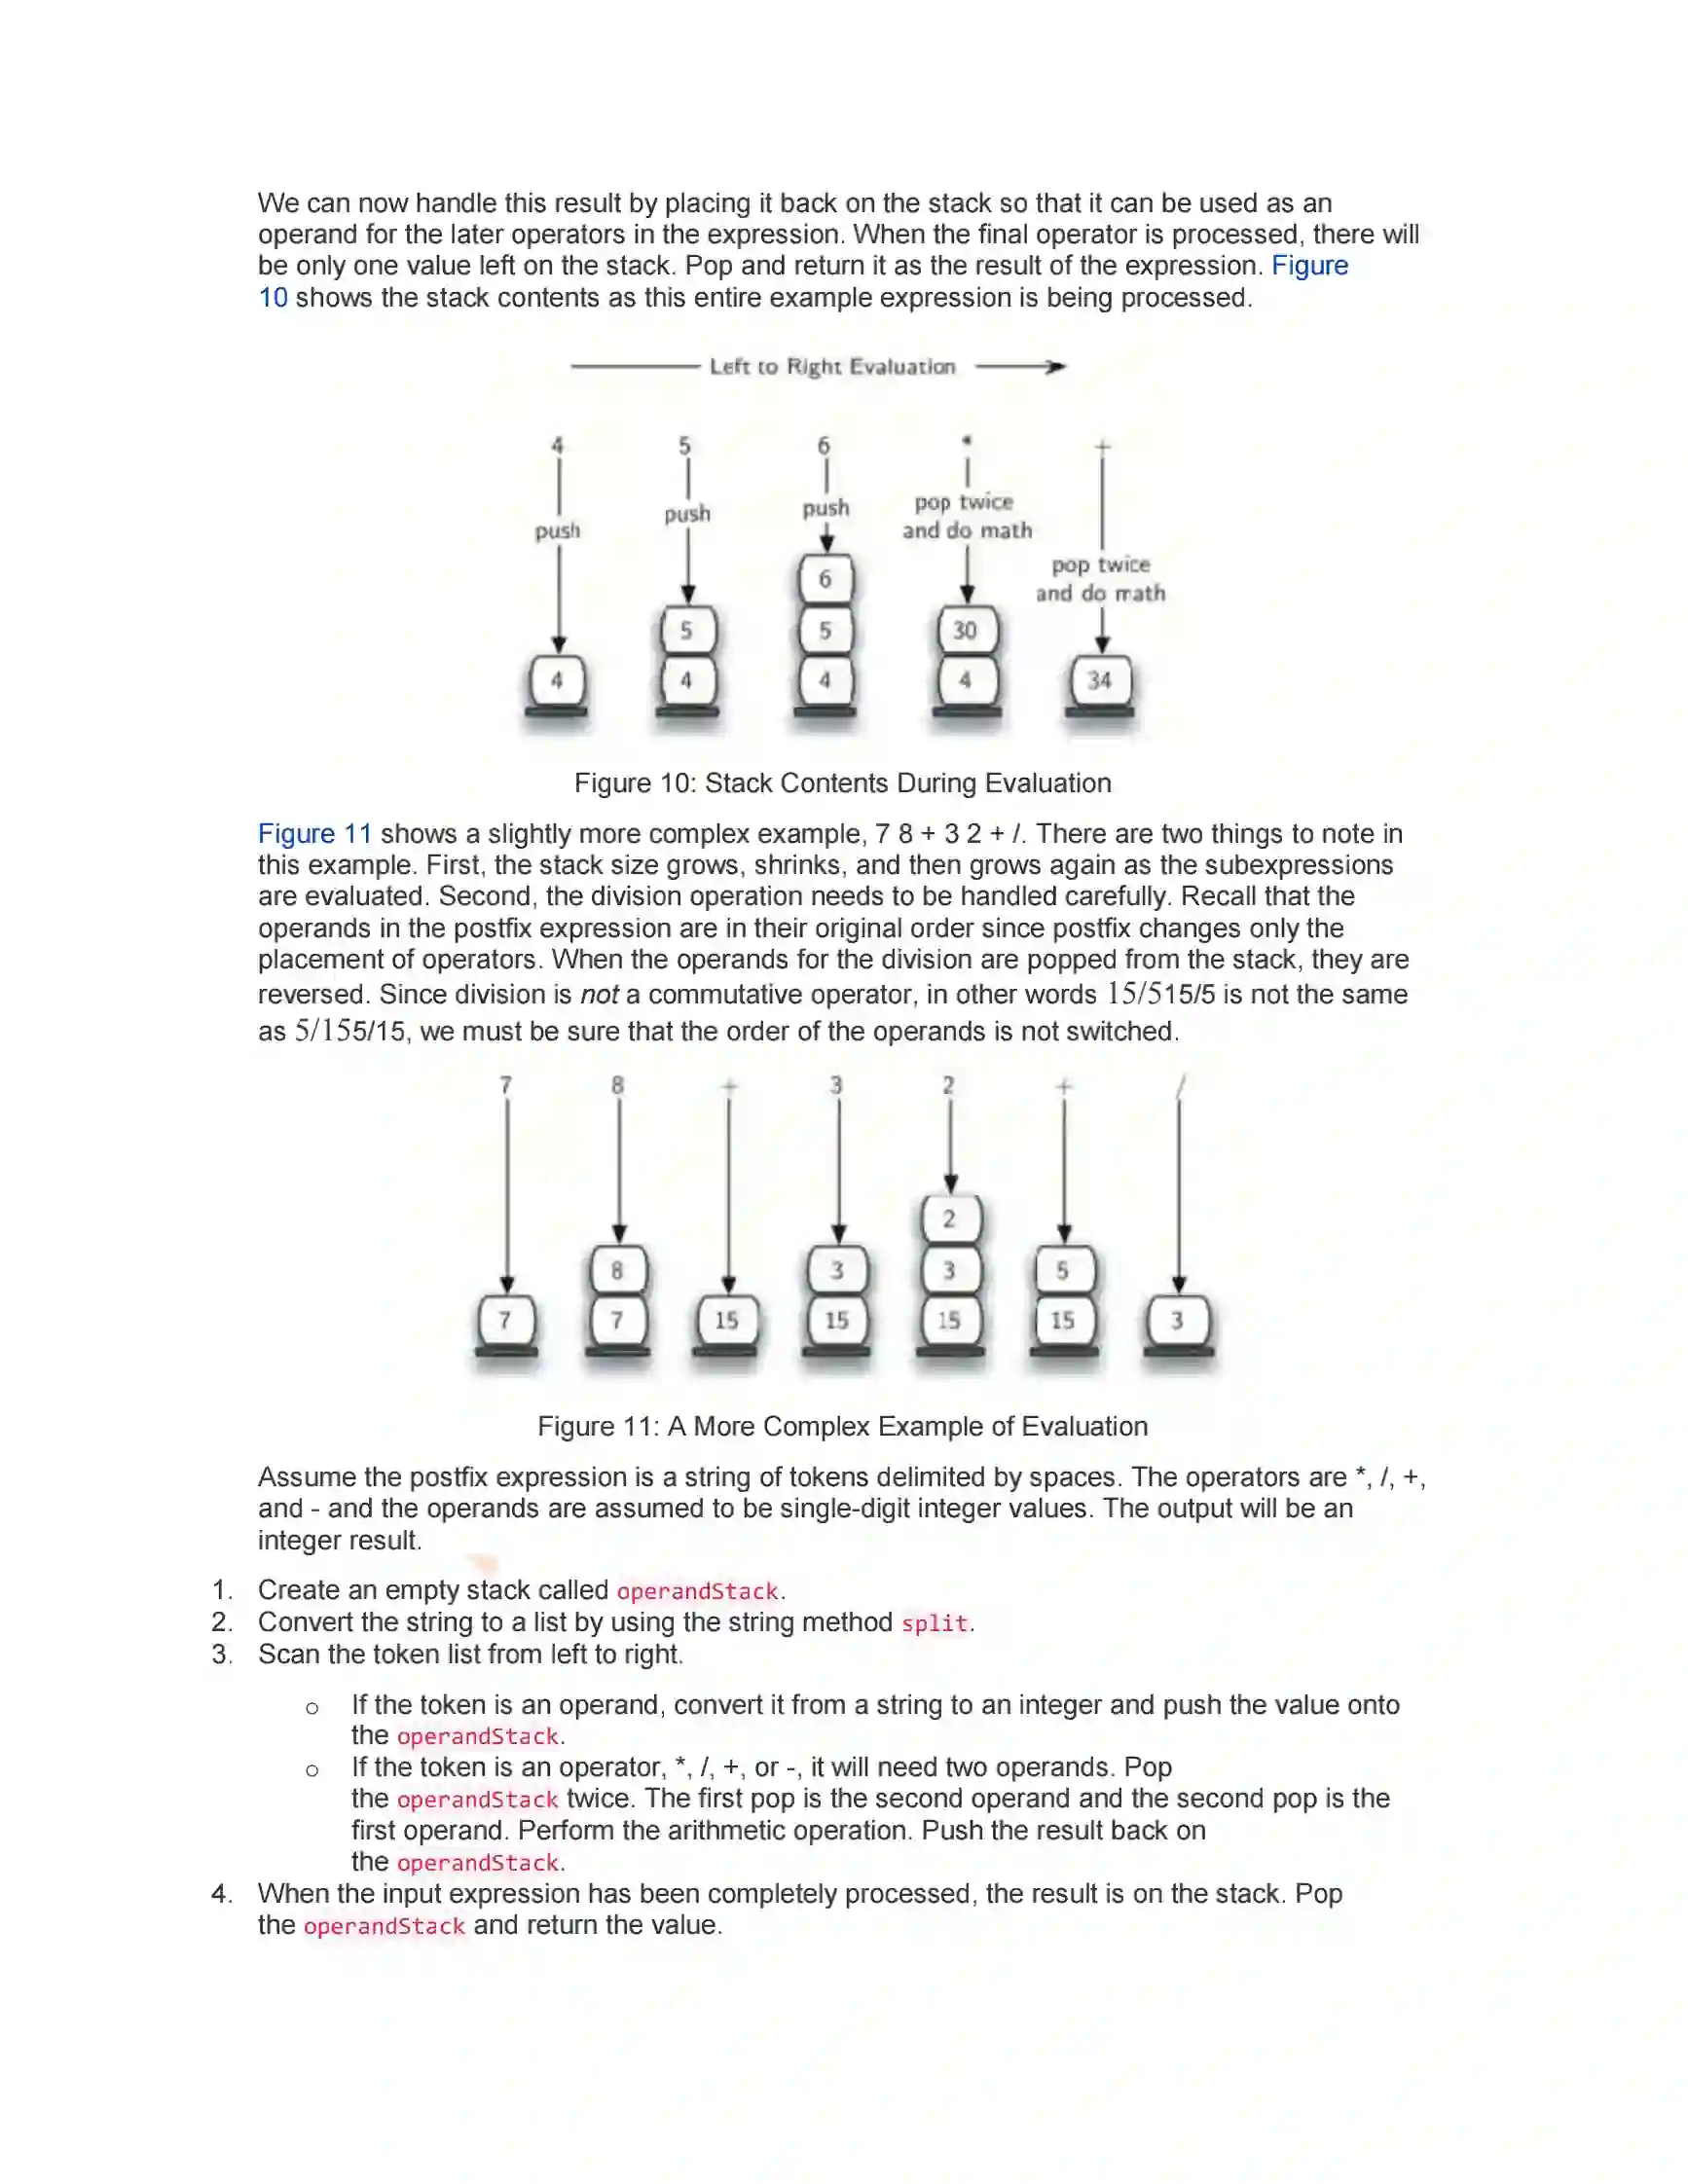 We can now handle this result by placing it back on the stack so that it can be used as an
operand for the later operators in the expression. When the final operator is processed, there will
be only one value left on the stack. Pop and return it as the result of the expression. Figure
10 shows the stack contents as this entire example expression is being processed.
Left to Right Evaluation
4 5 6 * +
push push push pop twice and do math pop twice and do math
6
5 5 30
4 4 4 4 34
Figure 10: Stack Contents During Evaluation
Figure 11 shows a slightly more complex example, 7 8 + 3 2 + /. There are two things to note in
this example. First, the stack size grows, shrinks, and then grows again as the subexpressions
are evaluated. Second, the division operation needs to be handled carefully. Recall that the
operands in the postfix expression are in their original order since postfix changes only the
placement of operators. When the operands for the division are popped from the stack, they are
reversed. Since division is not a commutative operator, in other words 15/515/5 is not the same
as 5/155/15, we must be sure that the order of the operands is not switched.
7 8 + 3 2 + /
2
8 3 3 5
7 7 15 15 15 15 3
Figure 11: A More Complex Example of Evaluation
Assume the postfix expression is a string of tokens delimited by spaces. The operators are *, /, +,
and - and the operands are assumed to be single-digit integer values. The output will be an
integer result.
1. Create an empty stack called operandStack.
2. Convert the string to a list by using the string method split.
3. Scan the token list from left to right.
o If the token is an operand, convert it from a string to an integer and push the value onto
the operandStack.
o If the token is an operator, *, /, +, or -, it will need two operands. Pop
the operandStack twice. The first pop is the second operand and the second pop is the
first operand. Perform the arithmetic operation. Push the result back on
the operandStack.
4. When the input expression has been completely processed, the result is on the stack. Pop
the operandStack and return the value.